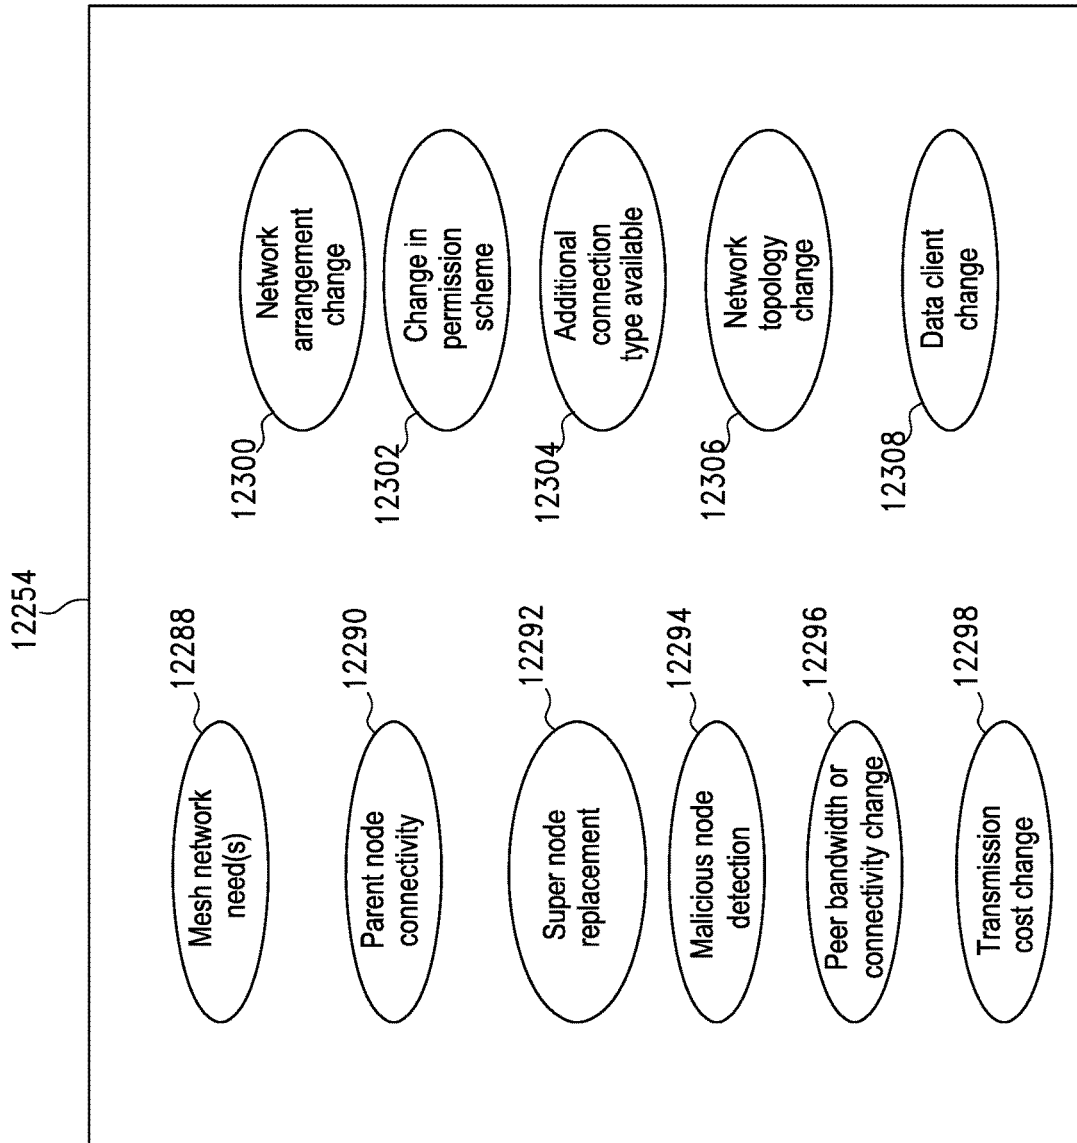 12254
Mesh network
need(s)
12288
Parent node
connectivity
12290
Super node
replacement
12292
Malicious node
detection
12294
Peer bandwidth or
connectivity change
12296
Transmission
cost change
12298
12300
Network
arrangement
change
12302
Change in
permission
scheme
12304
Additional
connection
type available
12306
Network
topology
change
12308
Data client
change